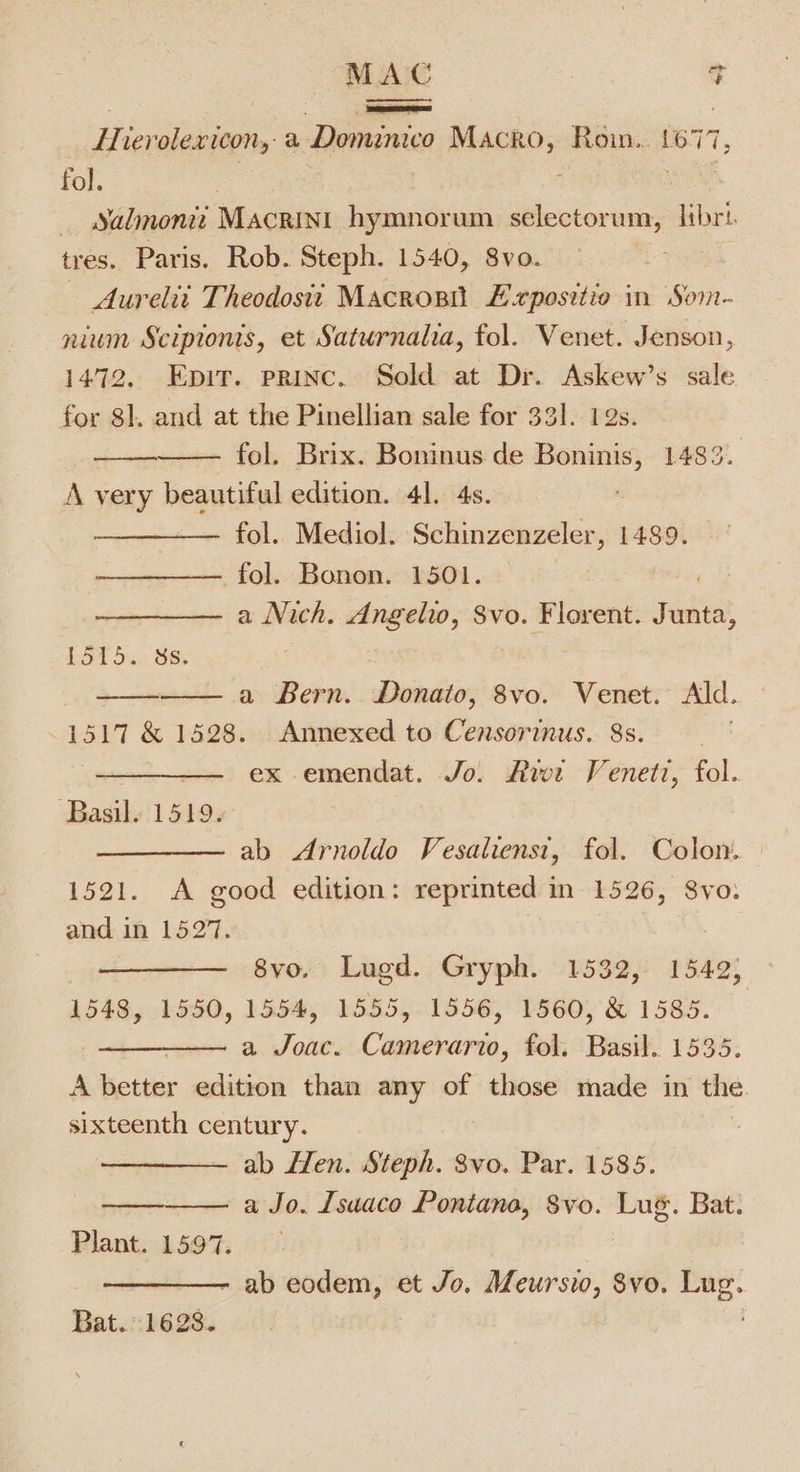 MAC 7
Hierolexicon, a Dominico MACRO, Rom. 1677,
fol.
Salmonii MACRINI hymnorum selectorum, libri
tres. Paris. Rob. Steph. 1540, 8vo.
Aurelii Theodosii MACROBII Expositio in Som-
nium Scipionis, et Saturnalia, fol. Venet. Jenson,
1472. EDIT. PRINC. Sold at Dr. Askew's sale
for 8l. and at the Pinellian sale for 33l. 12s.
——— fol. Brix. Boninus de Boninis, 1483.
A very beautiful edition. 4l. 4s.
——— fol. Mediol. Schinzenzeler, 1489.
——— fol. Bonon. 1501.
——— a Nich. Angelio, 8vo. Florent. Junta,
1515. 8s.
——— a Bern. Donato, 8vo. Venet. Ald.
1517 & 1528. Annexed to Censorinus. 8s.
——— ex emendat. Jo. Rivi Veneti, fol.
Basil. 1519.
——— ab Arnoldo Vesaliensi, fol. Colon.
1521. A good edition: reprinted in 1526, 8vo.
and in 1527.
——— 8vo. Lugd. Gryph. 1532, 1542,
1548, 1550, 1554, 1555, 1556, 1560, & 1585.
——— a Joac. Camerario, fol. Basil. 1535.
A better edition than any of those made in the
sixteenth century.
——— ab Hen. Steph. 8vo. Par. 1585.
——— a Jo. Isaaco Pontano, 8vo. Lug. Bat.
Plant. 1597.
——— ab eodem, et Jo. Meursio, 8vo. Lug.
Bat. 1628.